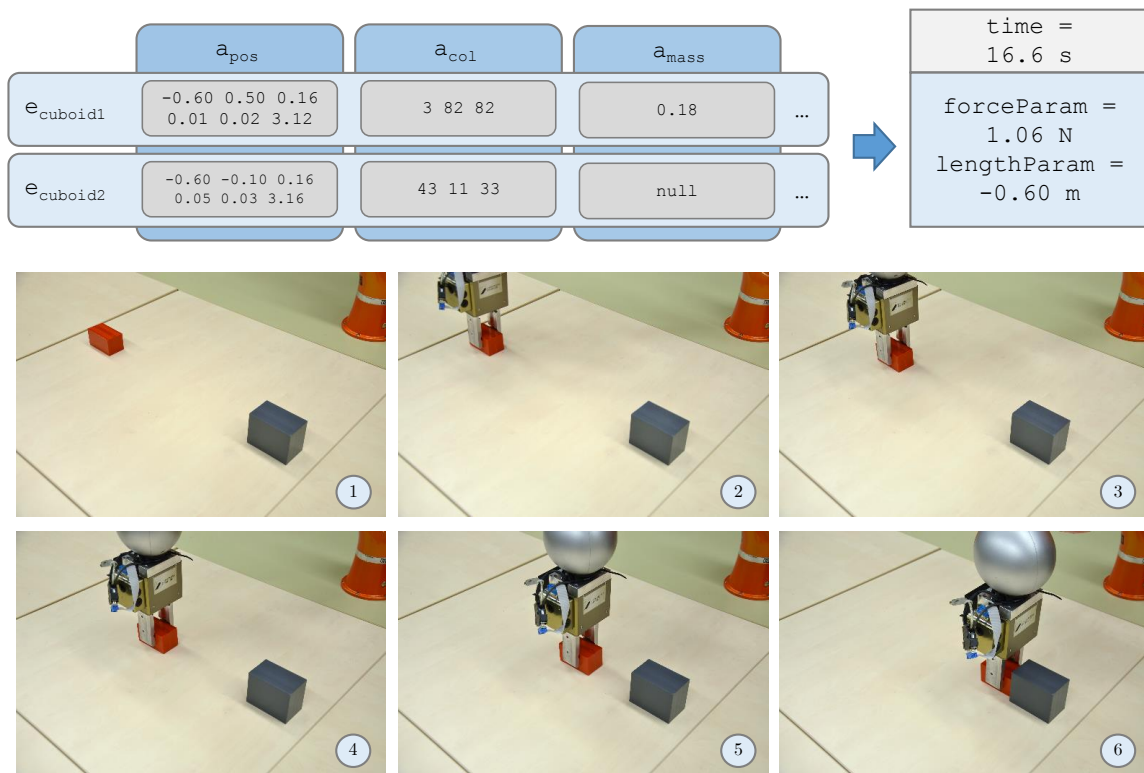 a_pos a_col a_mass
e_cuboid1
-0.60 0.50 0.16
0.01 0.02 3.12
3 82 82
0.18
…
e_cuboid2
-0.60 -0.10 0.16
0.05 0.03 3.16
43 11 33
null
…
time =
16.6 s
forceParam =
1.06 N
lengthParam =
-0.60 m
1
2
3
4
5
6